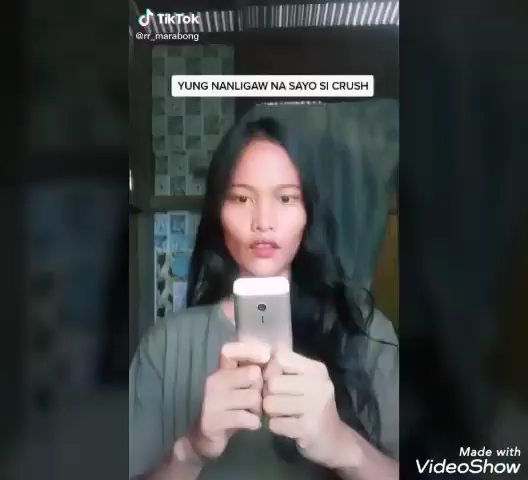 TikTok
@rr_marabong
YUNG NANLIGAW NA SAYO SI CRUSH
Made with
VideoShow